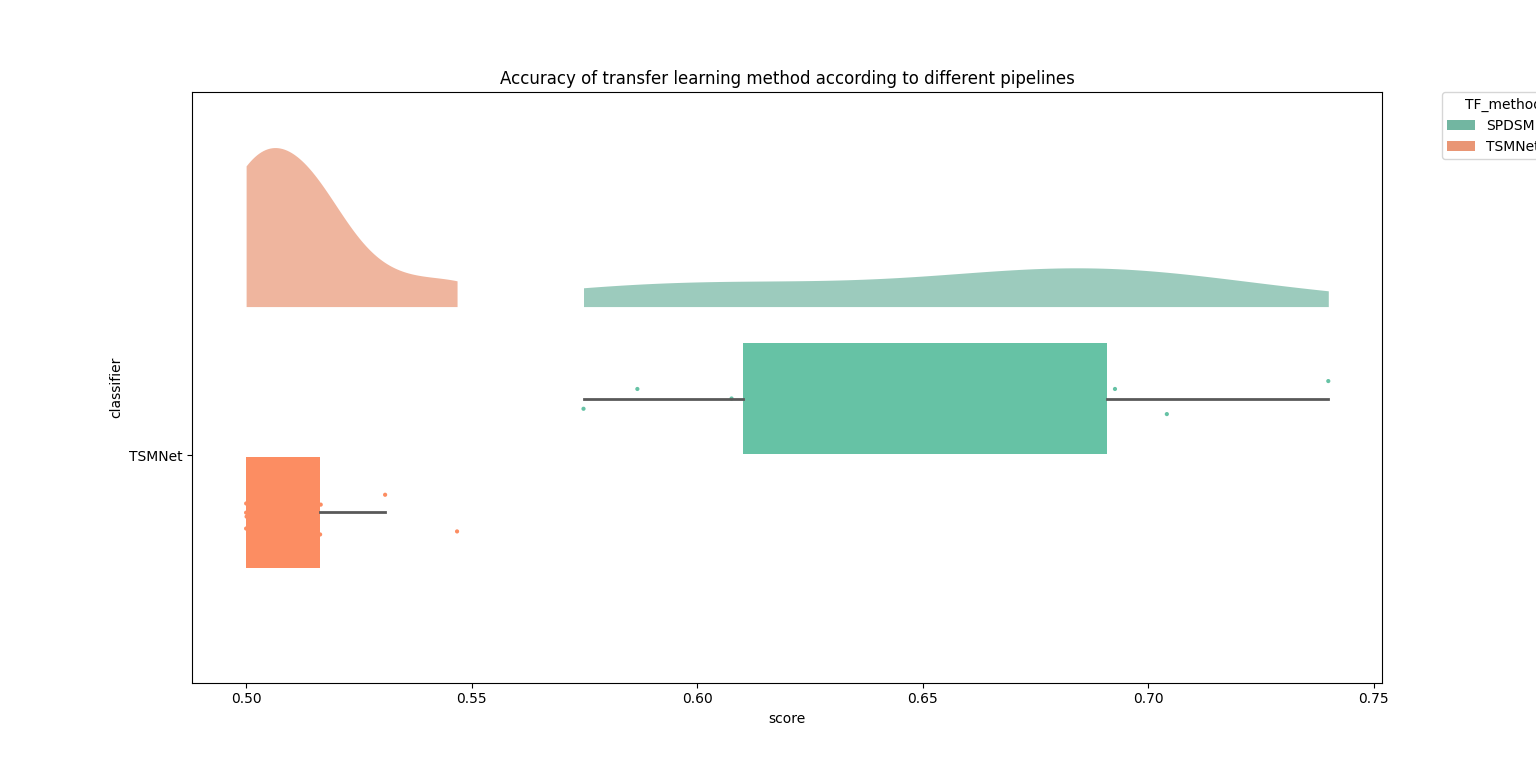 Accuracy of transfer learning method according to different pipelines
TF_metho
SPDSM
TSMNet
classifier
TSMNet
0.50 0.55 0.60 0.65 0.70 0.75
score